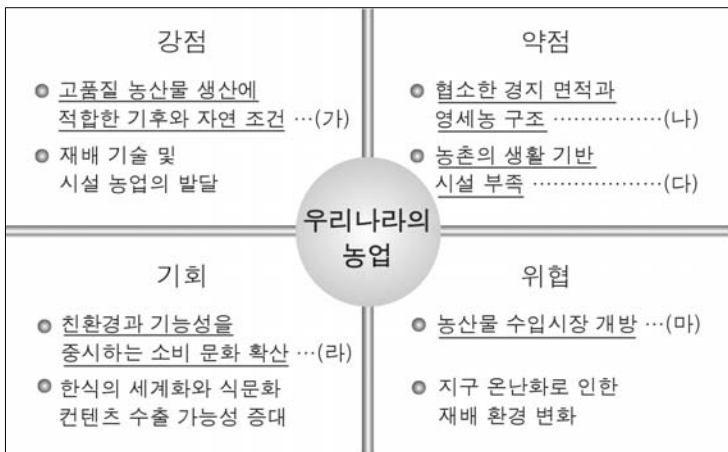 강점
고품질 농산물 생산에
적합한 기후와 자연 조건 …(가)
재배 기술 및
시설 농업의 발달
약점
협소한 경지 면적과
영세농 구조 ………………(나)
농촌의 생활 기반
시설 부족 …………………(다)
우리나라의
농업
기회
친환경과 기능성을
중시하는 소비 문화 확산 …(라)
한식의 세계화와 식문화
컨텐츠 수출 가능성 증대
위협
농산물 수입시장 개방 …(마)
지구 온난화로 인한
재배 환경 변화